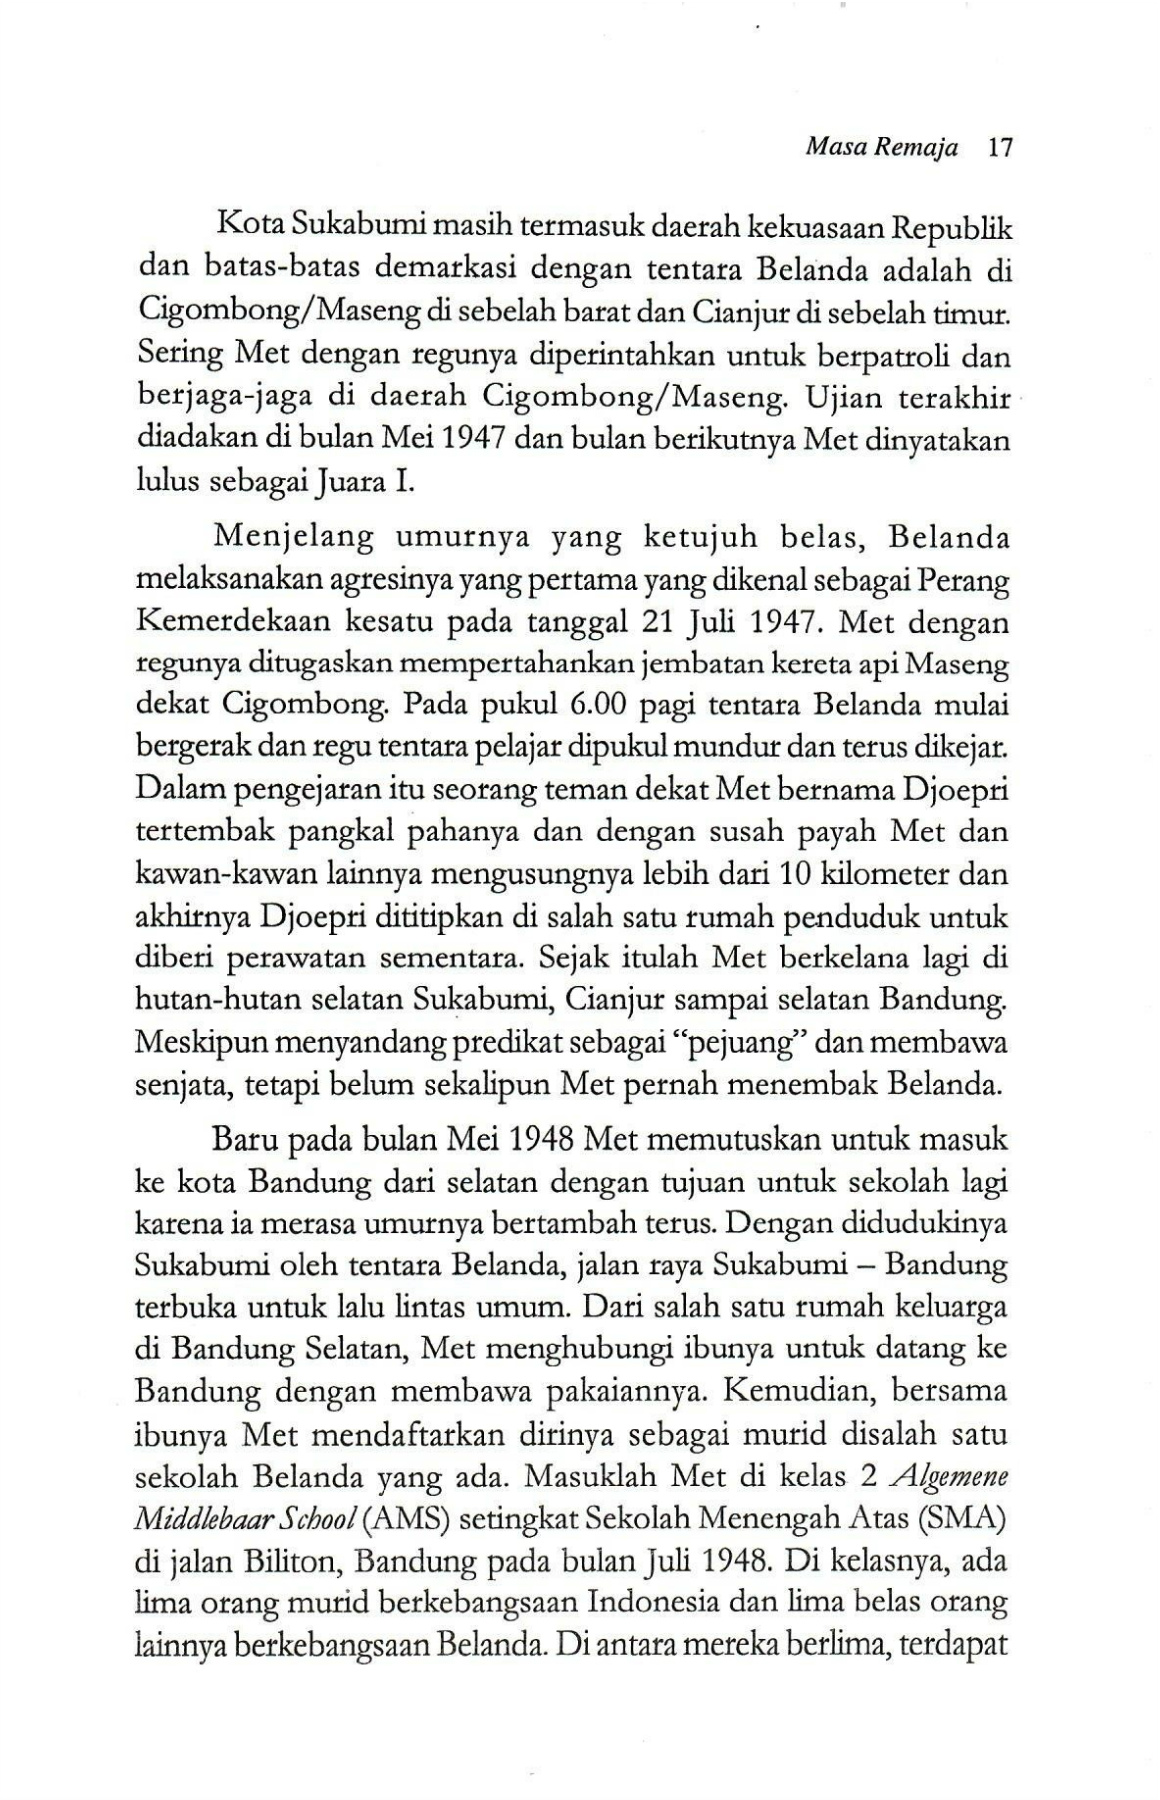 Masa Remaja 17
Kota Sukabumi masih termasuk daerah kekuasaan Republik
dan batas-batas demarkasi dengan tentara Belanda adalah di
Cigombong/Maseng di sebelah barat dan Cianjur di sebelah timur.
Sering Met dengan regunya diperintahkan untuk berpatroli dan
berjaga-jaga di daerah Cigombong/Maseng. Ujian terakhir
diadakan di bulan Mei 1947 dan bulan berikutnya Met dinyatakan
lulus sebagai Juara I.
Menjelang umurnya yang ketujuh belas, Belanda
melaksanakan agresinya yang pertama yang dikenal sebagai Perang
Kemerdekaan kesatu pada tanggal 21 Juli 1947. Met dengan
regunya ditugaskan mempertahankan jembatan kereta api Maseng
dekat Cigombong. Pada pukul 6.00 pagi tentara Belanda mulai
bergerak dan regu tentara pelajar dipukul mundur dan terus dikejar.
Dalam pengejaran itu seorang teman dekat Met bernama Djoepri
tertembak pangkal pahanya dan dengan susah payah Met dan
kawan-kawan lainnya mengusungnya lebih dari 10 kilometer dan
akhirnya Djoepri dititipkan di salah satu rumah penduduk untuk
diberi perawatan sementara. Sejak itulah Met berkelana lagi di
hutan-hutan selatan Sukabumi, Cianjur sampai selatan Bandung.
Meskipun menyandang predikat sebagai “pejuang” dan membawa
senjata, tetapi belum sekalipun Met pernah menembak Belanda.
Baru pada bulan Mei 1948 Met memutuskan untuk masuk
ke kota Bandung dari selatan dengan tujuan untuk sekolah lagi
karena ia merasa umurnya bertambah terus. Dengan didudukinya
Sukabumi oleh tentara Belanda, jalan raya Sukabumi – Bandung
terbuka untuk lalu lintas umum. Dari salah satu rumah keluarga
di Bandung Selatan, Met menghubungi ibunya untuk datang ke
Bandung dengan membawa pakaiannya. Kemudian, bersama
ibunya Met mendaftarkan dirinya sebagai murid disalah satu
sekolah Belanda yang ada. Masuklah Met di kelas 2 Algemene
Middlebaar School (AMS) setingkat Sekolah Menengah Atas (SMA)
di jalan Biliton, Bandung pada bulan Juli 1948. Di kelasnya, ada
lima orang murid berkebangsaan Indonesia dan lima belas orang
lainnya berkebangsaan Belanda. Di antara mereka berlima, terdapat